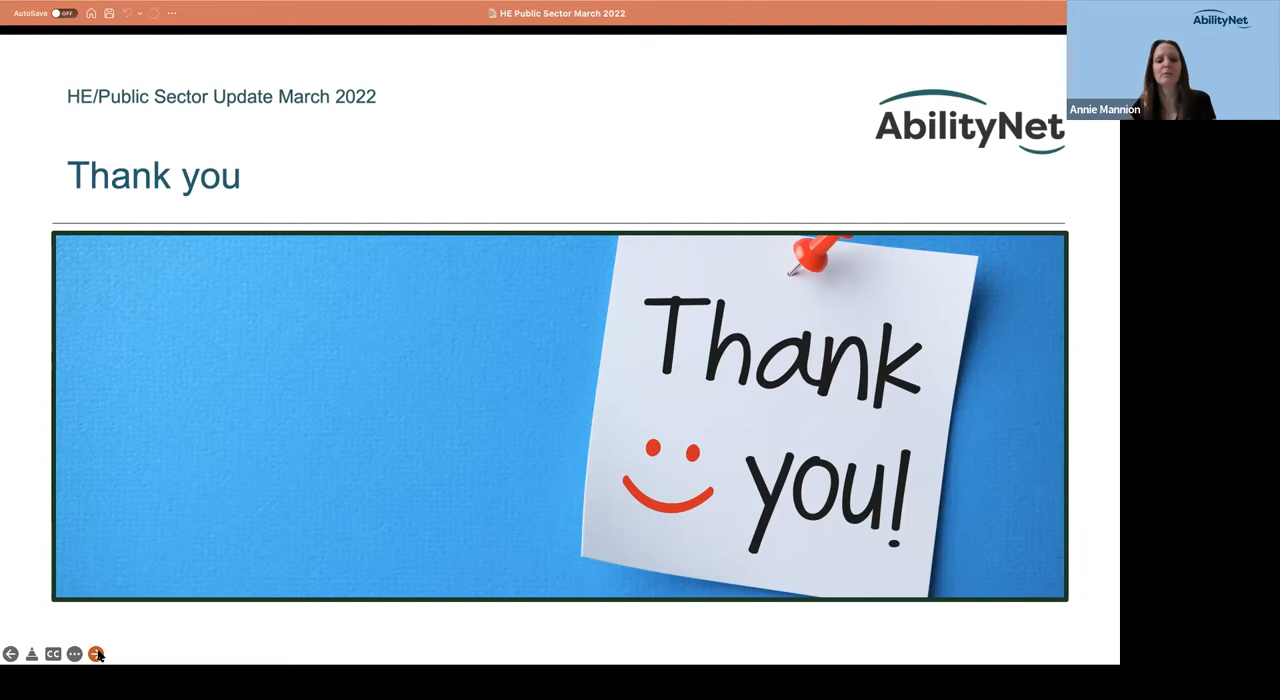 AutoSave OFF
HE Public Sector March 2022
AbilityNet
Annie Mannion
HE/Public Sector Update March 2022
AbilityNet
Thank you
Thank
you!
CC